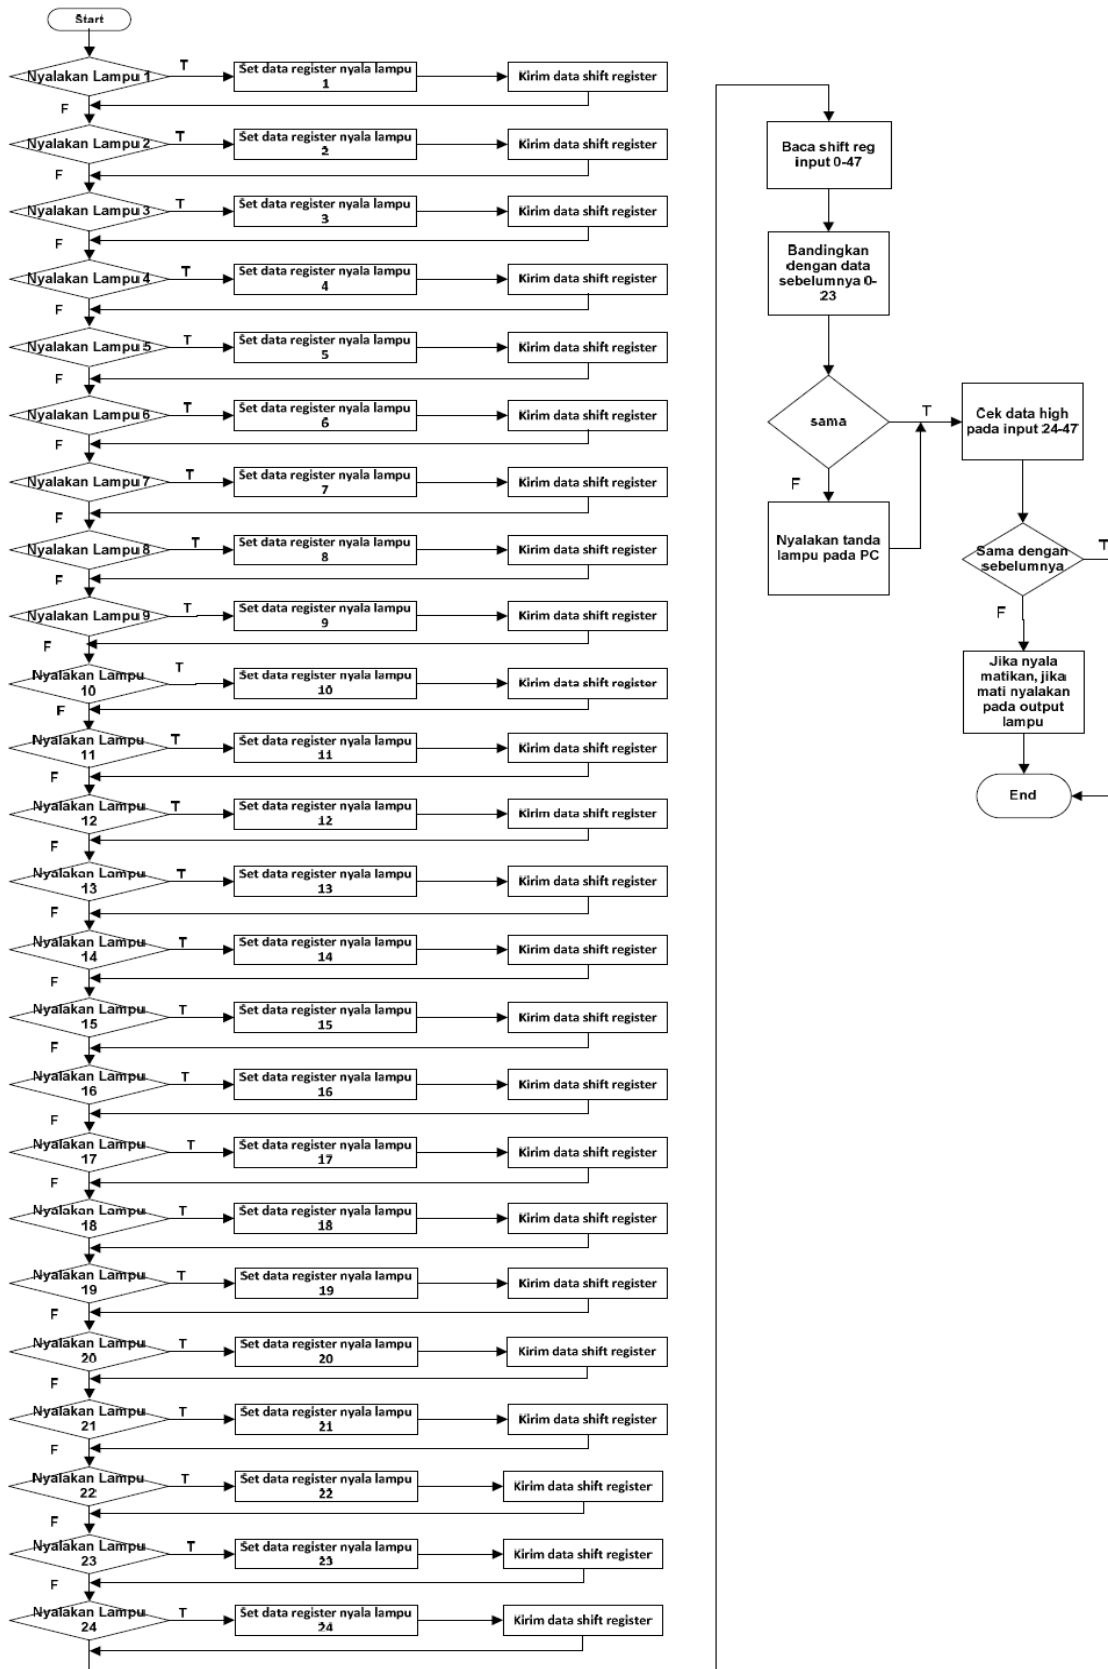 Start
Nyalakan Lampu 1
T
Set data register nyala lampu
1
Kirim data shift register
F
Nyalakan Lampu 2
T
Set data register nyala lampu
2
Kirim data shift register
F
Nyalakan Lampu 3
T
Set data register nyala lampu
3
Kirim data shift register
F
Nyalakan Lampu 4
T
Set data register nyala lampu
4
Kirim data shift register
F
Nyalakan Lampu 5
T
Set data register nyala lampu
5
Kirim data shift register
F
Nyalakan Lampu 6
T
Set data register nyala lampu
6
Kirim data shift register
F
Nyalakan Lampu 7
T
Set data register nyala lampu
7
Kirim data shift register
F
Nyalakan Lampu 8
T
Set data register nyala lampu
8
Kirim data shift register
F
Nyalakan Lampu 9
T
Set data register nyala lampu
9
Kirim data shift register
F
Nyalakan Lampu
10
T
Set data register nyala lampu
10
Kirim data shift register
F
Nyalakan Lampu
11
T
Set data register nyala lampu
11
Kirim data shift register
F
Nyalakan Lampu
12
T
Set data register nyala lampu
12
Kirim data shift register
F
Nyalakan Lampu
13
T
Set data register nyala lampu
13
Kirim data shift register
F
Nyalakan Lampu
14
T
Set data register nyala lampu
14
Kirim data shift register
F
Nyalakan Lampu
15
T
Set data register nyala lampu
15
Kirim data shift register
F
Nyalakan Lampu
16
T
Set data register nyala lampu
16
Kirim data shift register
F
Nyalakan Lampu
17
T
Set data register nyala lampu
17
Kirim data shift register
F
Nyalakan Lampu
18
T
Set data register nyala lampu
18
Kirim data shift register
F
Nyalakan Lampu
19
T
Set data register nyala lampu
19
Kirim data shift register
F
Nyalakan Lampu
20
T
Set data register nyala lampu
20
Kirim data shift register
F
Nyalakan Lampu
21
T
Set data register nyala lampu
21
Kirim data shift register
F
Nyalakan Lampu
22
T
Set data register nyala lampu
22
Kirim data shift register
F
Nyalakan Lampu
23
T
Set data register nyala lampu
23
Kirim data shift register
F
Nyalakan Lampu
24
T
Set data register nyala lampu
24
Kirim data shift register
Baca shift reg
input 0-47
Bandingkan
dengan data
sebelumnya 0-
23
sama
T
F
Nyalakan tanda
lampu pada PC
Cek data high
pada input 24-47
Sama dengan
sebelumnya
T
F
Jika nyala
matikan, jika
mati nyalakan
pada output
lampu
End